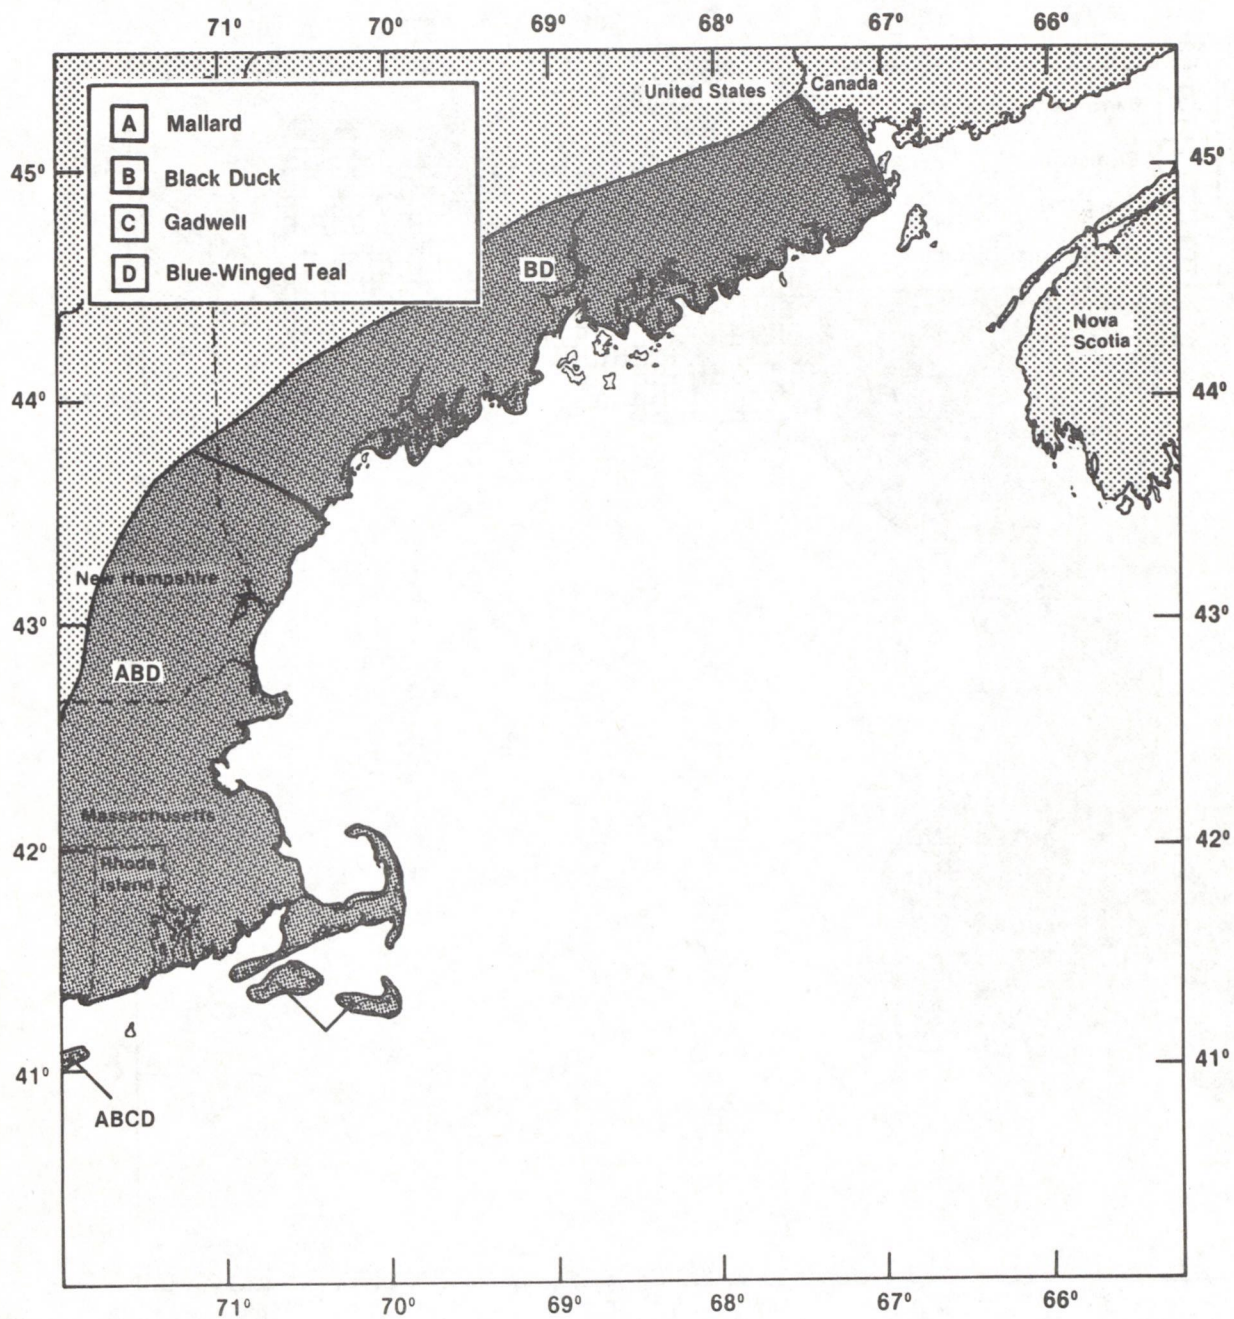 71° 70° 69° 68° 67° 66°
United States
Canada
A Mallard
B Black Duck
C Gadwell
D Blue-Winged Teal
45° 45°
BD
Nova
Scotia
44° 44°
New Hampshire
43° 43°
ABD
Massachusetts
42° 42°
Rhode
Island
41° 41°
ABCD
71° 70° 69° 68° 67° 66°